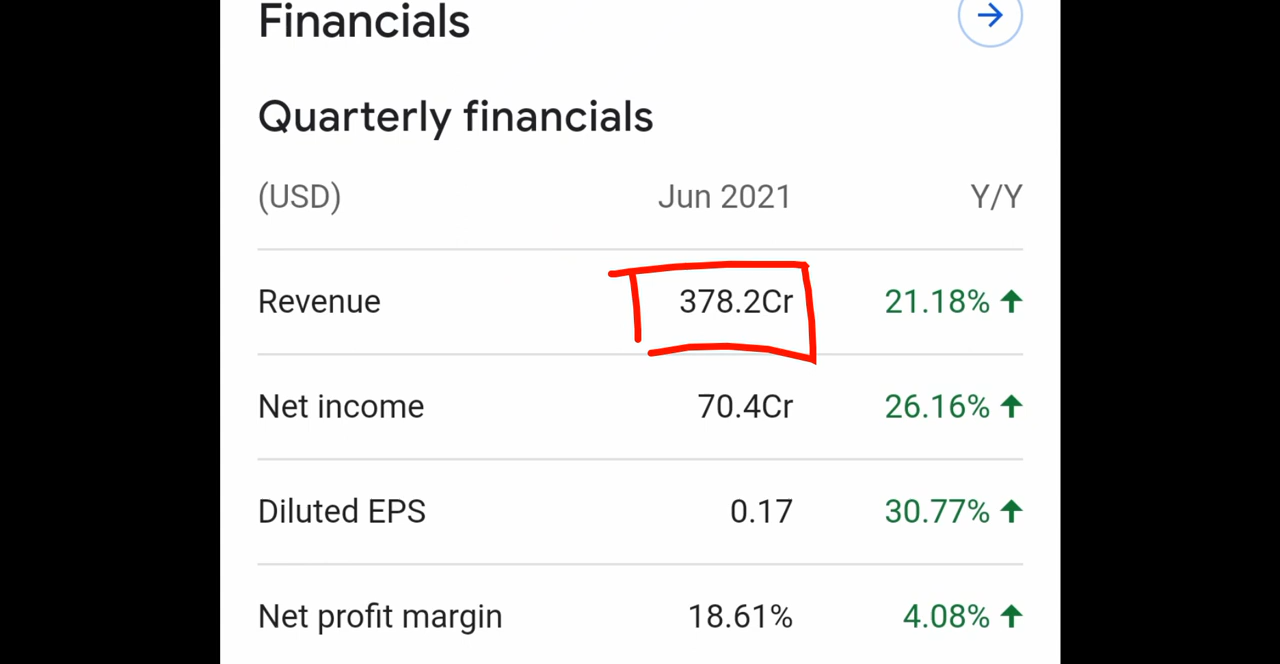 Financials
Quarterly financials
(USD) Jun 2021 Y/Y
Revenue 378.2Cr 21.18%
Net income 70.4Cr 26.16%
Diluted EPS 0.17 30.77%
Net profit margin 18.61% 4.08%